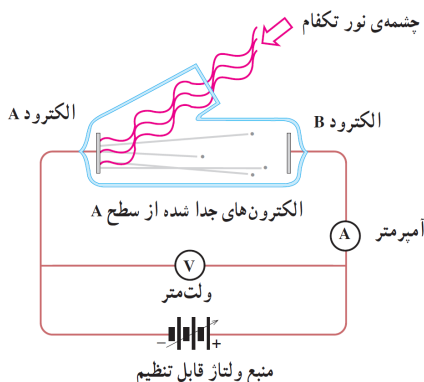 چشمه‌ی نور تکفام
الکترود B
الکترود A
الکترون‌های جدا شده از سطح A
آمپرمتر
A
V
ولت‌متر
– +
منبع ولتاژ قابل تنظیم